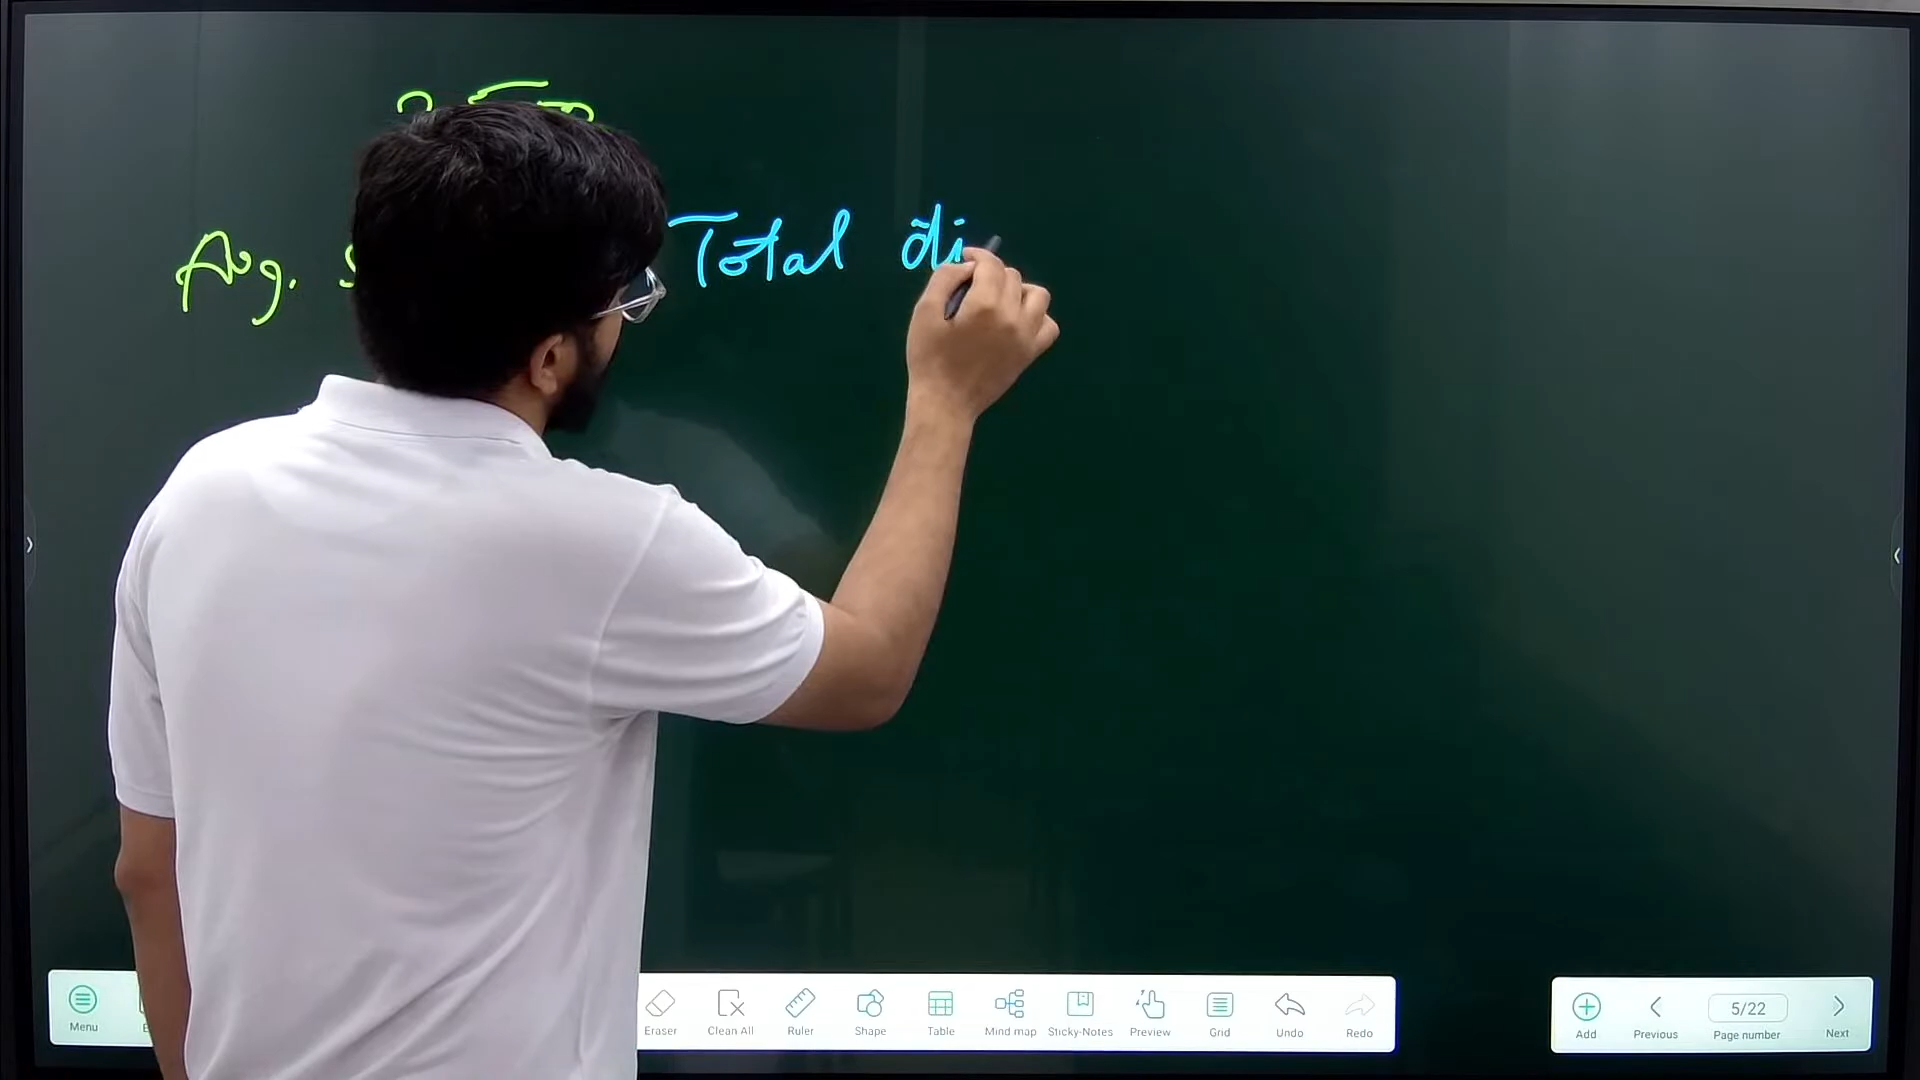 Avg.
Total di
Menu
Eraser
Clean All
Ruler
Shape
Table
Mind map
Sticky-Notes
Preview
Grid
Undo
Redo
Add
Previous
5/22
Page number
Next